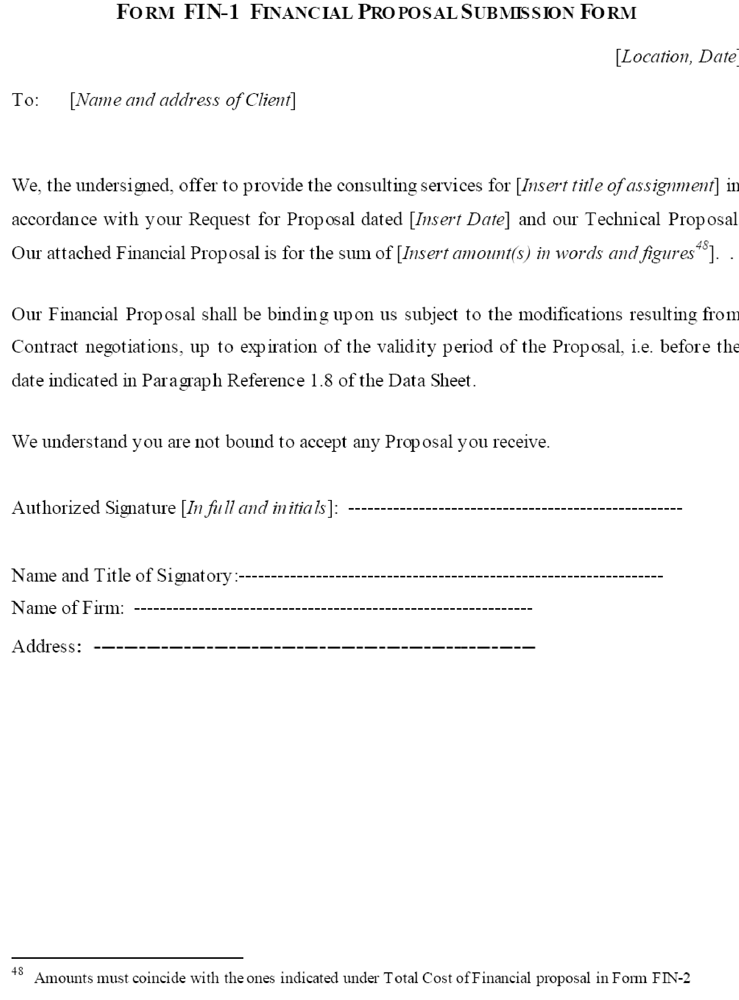 FORM FIN-1 FINANCIAL PROPOSAL SUBMISSION FORM
[Location, Date]
To: [Name and address of Client]
We, the undersigned, offer to provide the consulting services for [Insert title of assignment] in
accordance with your Request for Proposal dated [Insert Date] and our Technical Proposal
Our attached Financial Proposal is for the sum of [Insert amount(s) in words and figures48]. .
Our Financial Proposal shall be binding upon us subject to the modifications resulting from
Contract negotiations, up to expiration of the validity period of the Proposal, i.e. before the
date indicated in Paragraph Reference 1.8 of the Data Sheet.
We understand you are not bound to accept any Proposal you receive.
Authorized Signature [In full and initials]: ----------------------------------------------------
Name and Title of Signatory:------------------------------------------------------------------
Name of Firm: --------------------------------------------------------------
Address: ----------------------------------------------------------
48 Amounts must coincide with the ones indicated under Total Cost of Financial proposal in Form FIN-2